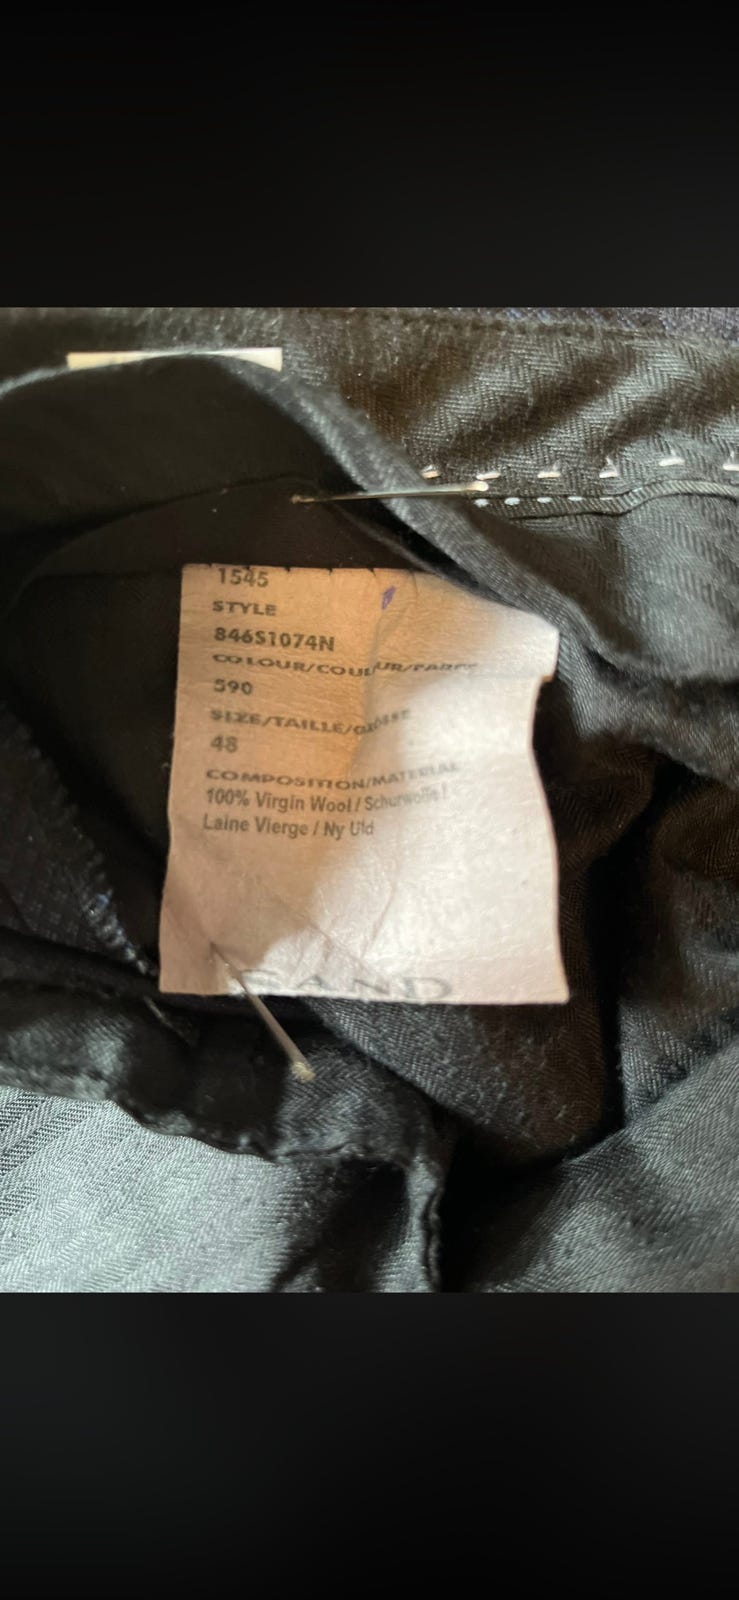 1545
STYLE
846S1074N
COLOUR/COULEUR/FARBE
590
SIZE/TAILLE/GRÖSSE
48
COMPOSITION/MATERIAL
100% Virgin Wool / Schurwolle /
Laine Vierge / Ny Uld
SAND